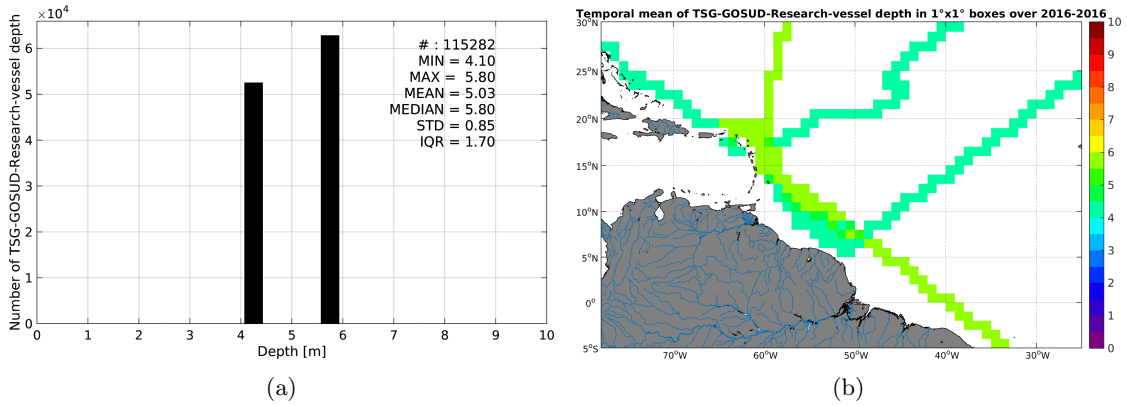 ×10⁴
Number of TSG-GOSUD-Research-vessel depth
6
5
4
3
2
1
0
# : 115282
MIN = 4.10
MAX = 5.80
MEAN = 5.03
MEDIAN = 5.80
STD = 0.85
IQR = 1.70
0 1 2 3 4 5 6 7 8 9 10
Depth [m]
(a)
Temporal mean of TSG-GOSUD-Research-vessel depth in 1°x1° boxes over 2016-2016
30°N
25°N
20°N
15°N
10°N
5°N
0°
5°S
70°W 60°W 50°W 40°W 30°W
10
9
8
7
6
5
4
3
2
1
0
(b)